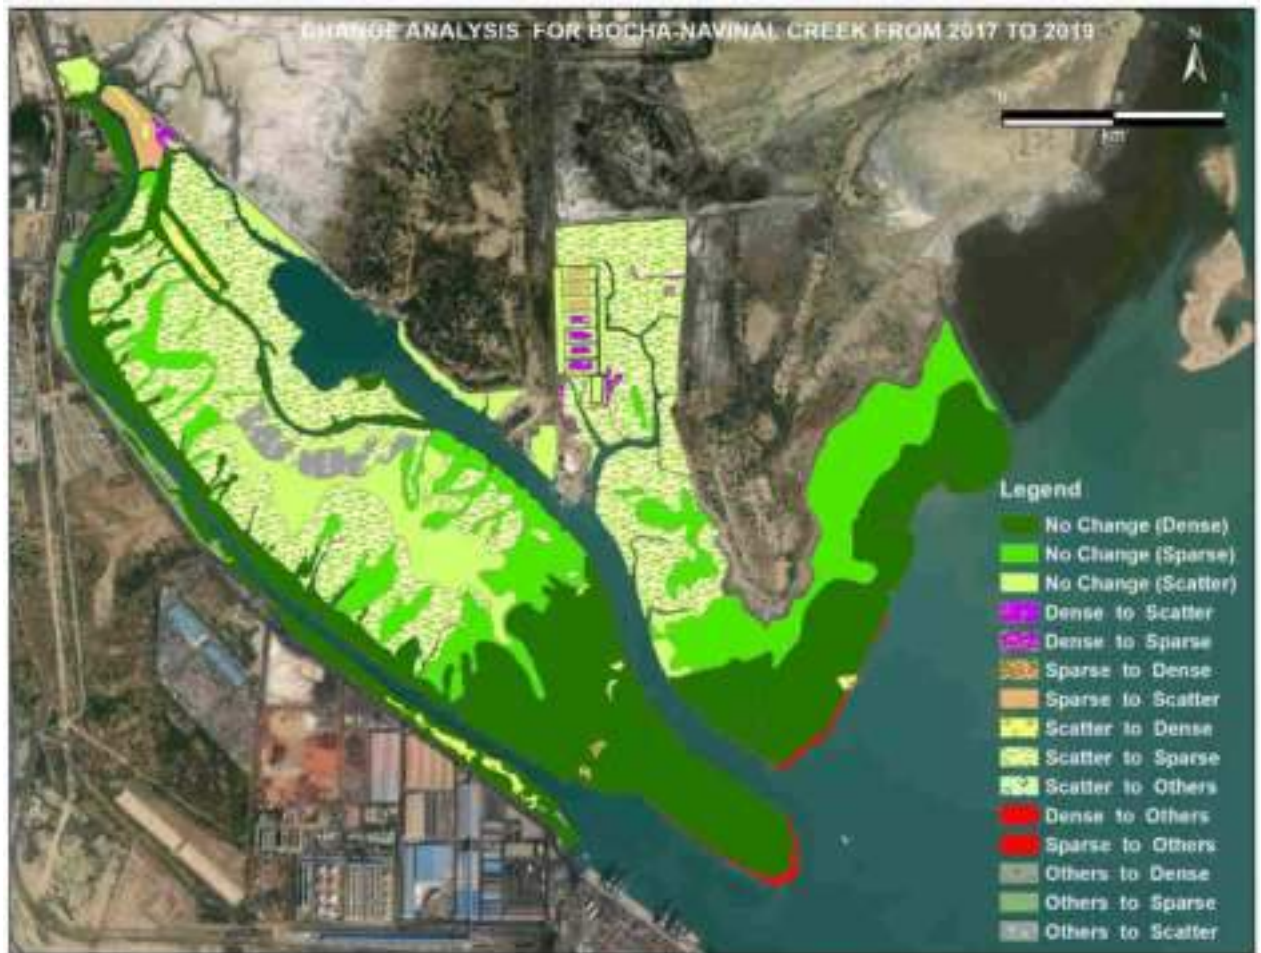 CHANGE ANALYSIS FOR BOCHA-NAVINAL CREEK FROM 2017 TO 2019
N
km
Legend
No Change (Dense)
No Change (Sparse)
No Change (Scatter)
Dense to Scatter
Dense to Sparse
Sparse to Dense
Sparse to Scatter
Scatter to Dense
Scatter to Sparse
Scatter to Others
Dense to Others
Sparse to Others
Others to Dense
Others to Sparse
Others to Scatter